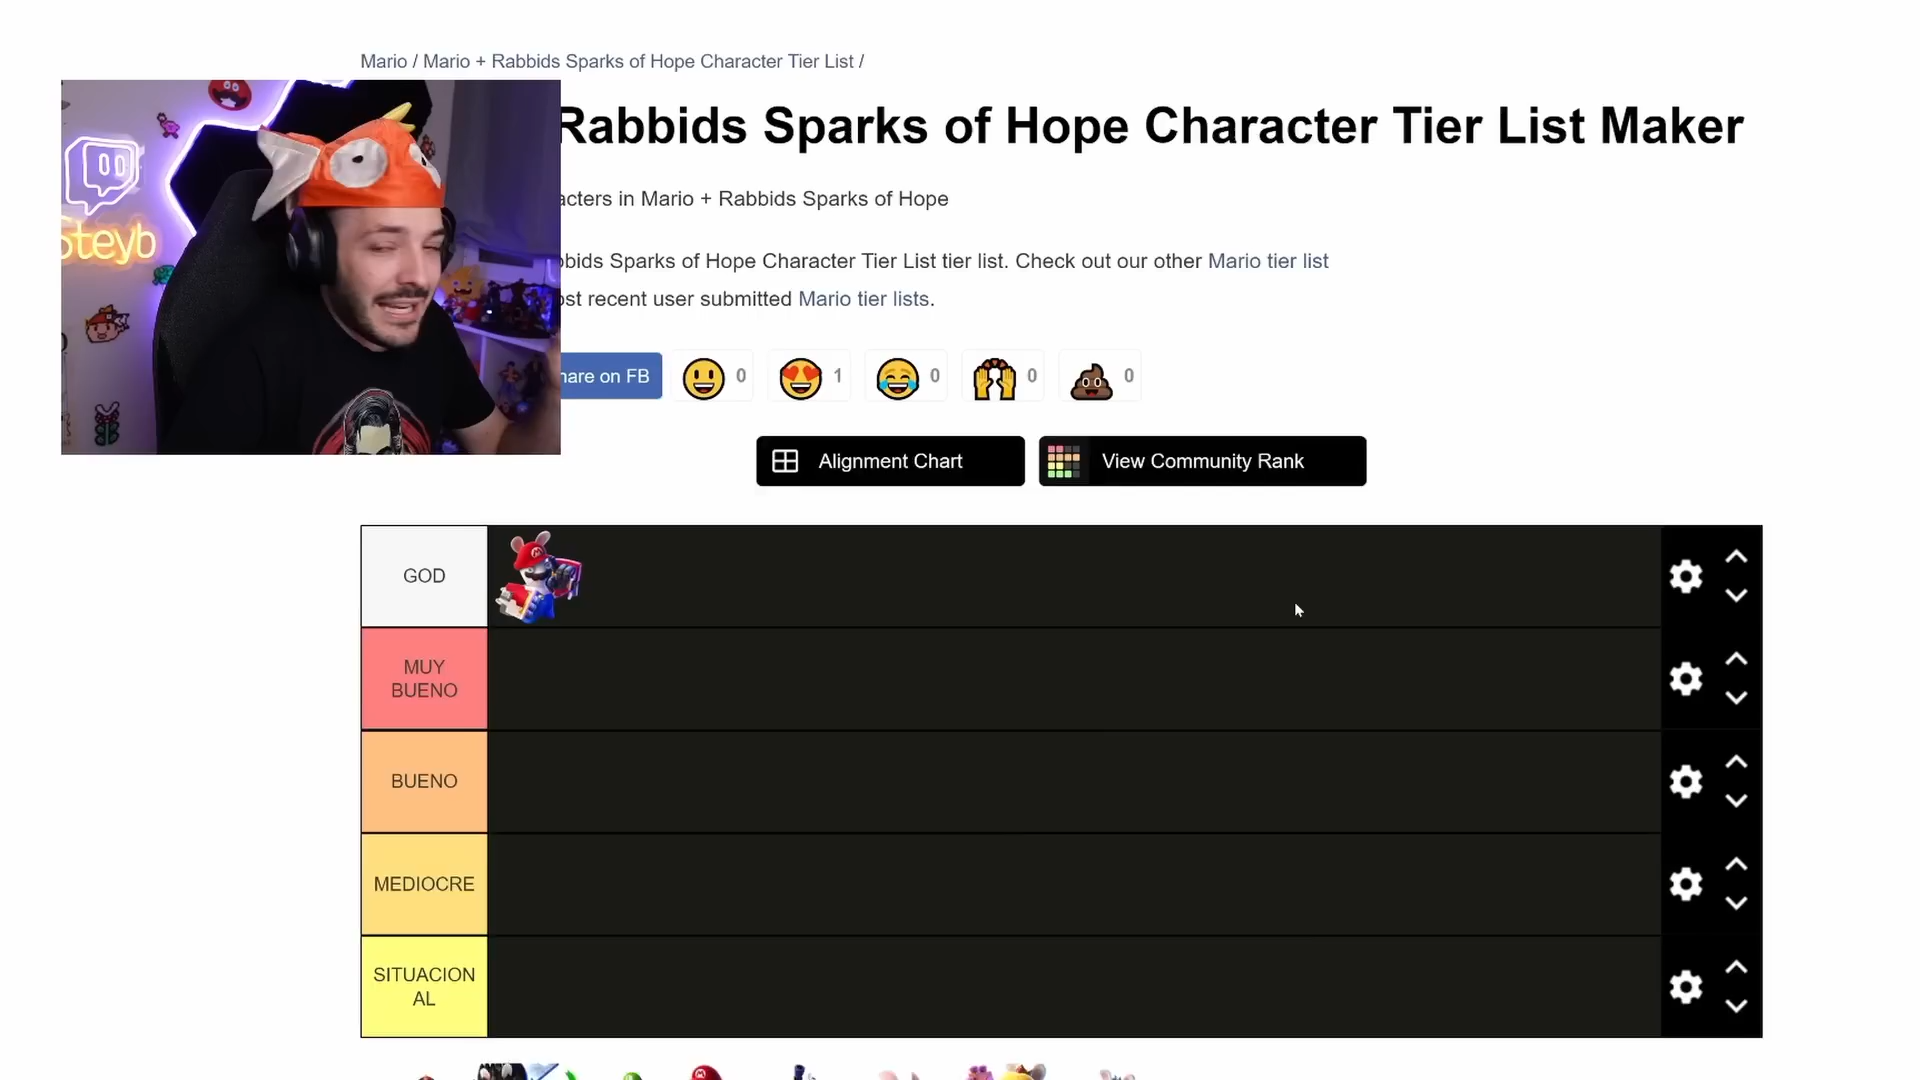 Mario / Mario + Rabbids Sparks of Hope Character Tier List /
Rabbids Sparks of Hope Character Tier List Maker
acters in Mario + Rabbids Sparks of Hope
bids Sparks of Hope Character Tier List tier list. Check out our other Mario tier list
ost recent user submitted Mario tier lists.
hare on FB
0
1
0
0
0
Alignment Chart
View Community Rank
GOD
MUY
BUENO
BUENO
MEDIOCRE
SITUACION
AL
steyb
M
M